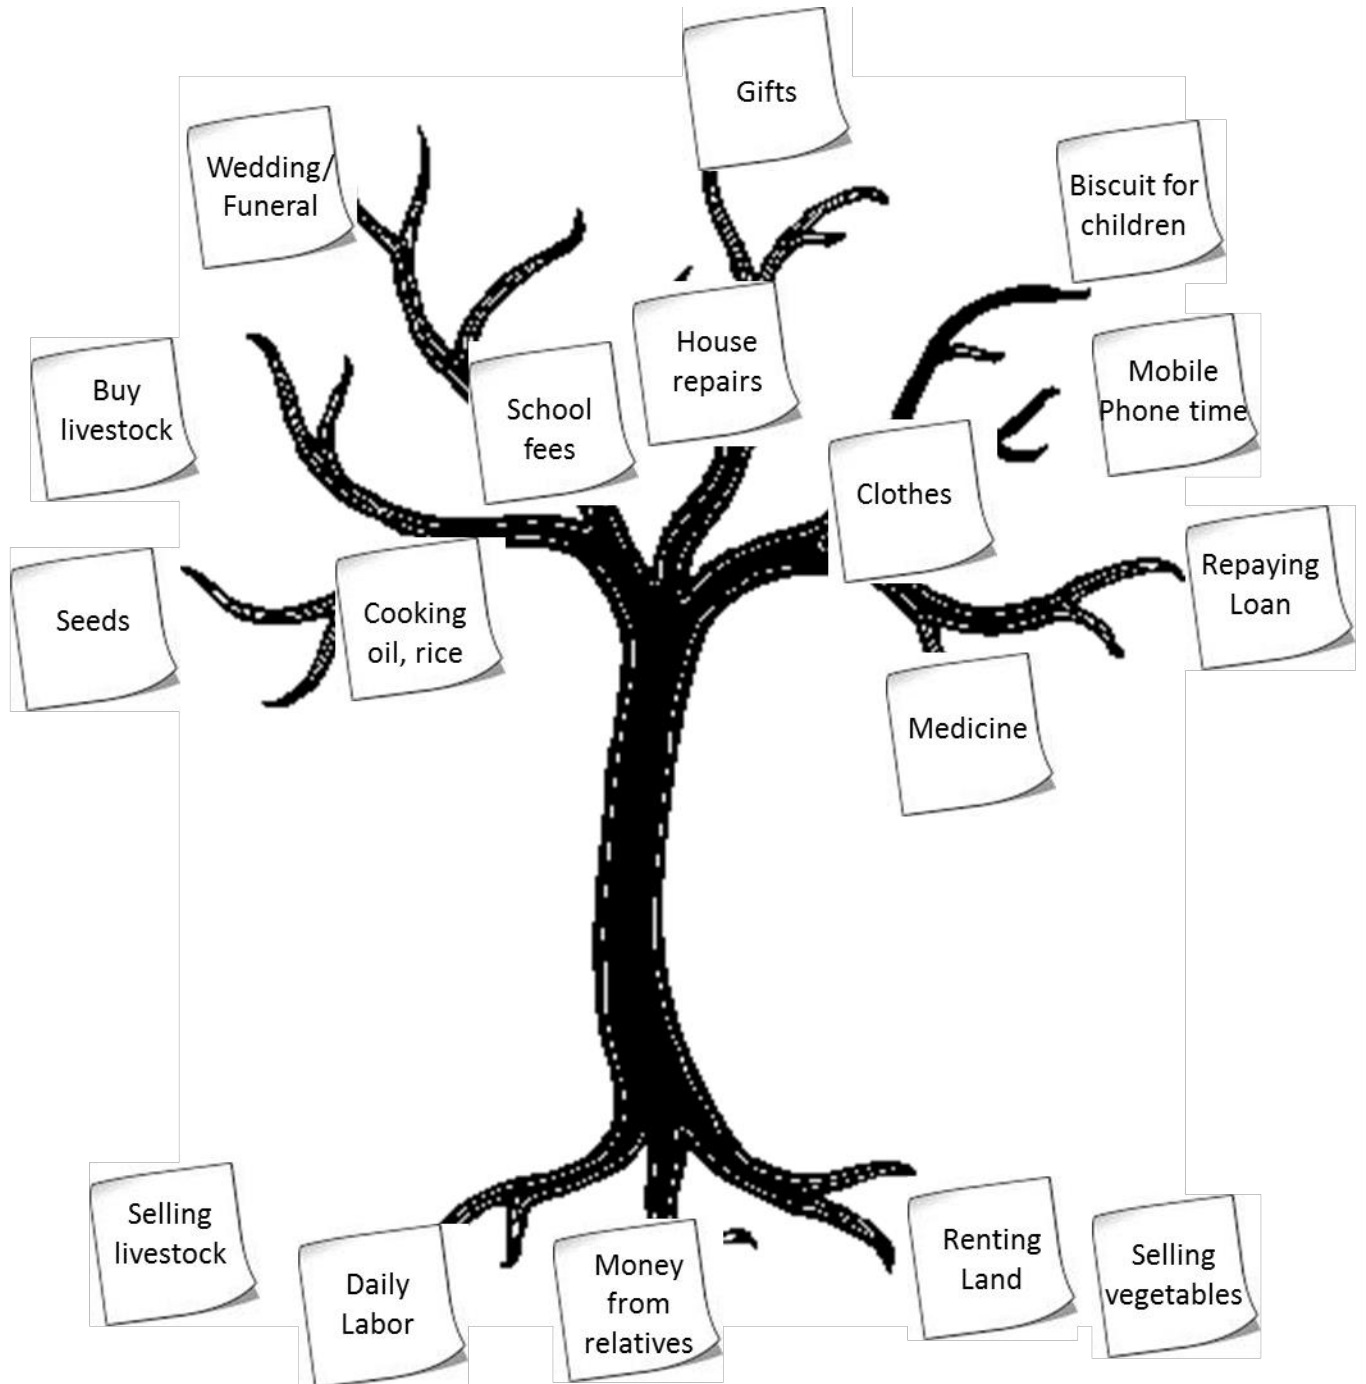 Gifts
Wedding/
Funeral
Biscuit for
children
House
repairs
Mobile
Phone time
Buy
livestock
School
fees
Clothes
Repaying
Loan
Seeds
Cooking
oil, rice
Medicine
Selling
livestock
Daily
Labor
Money
from
relatives
Renting
Land
Selling
vegetables